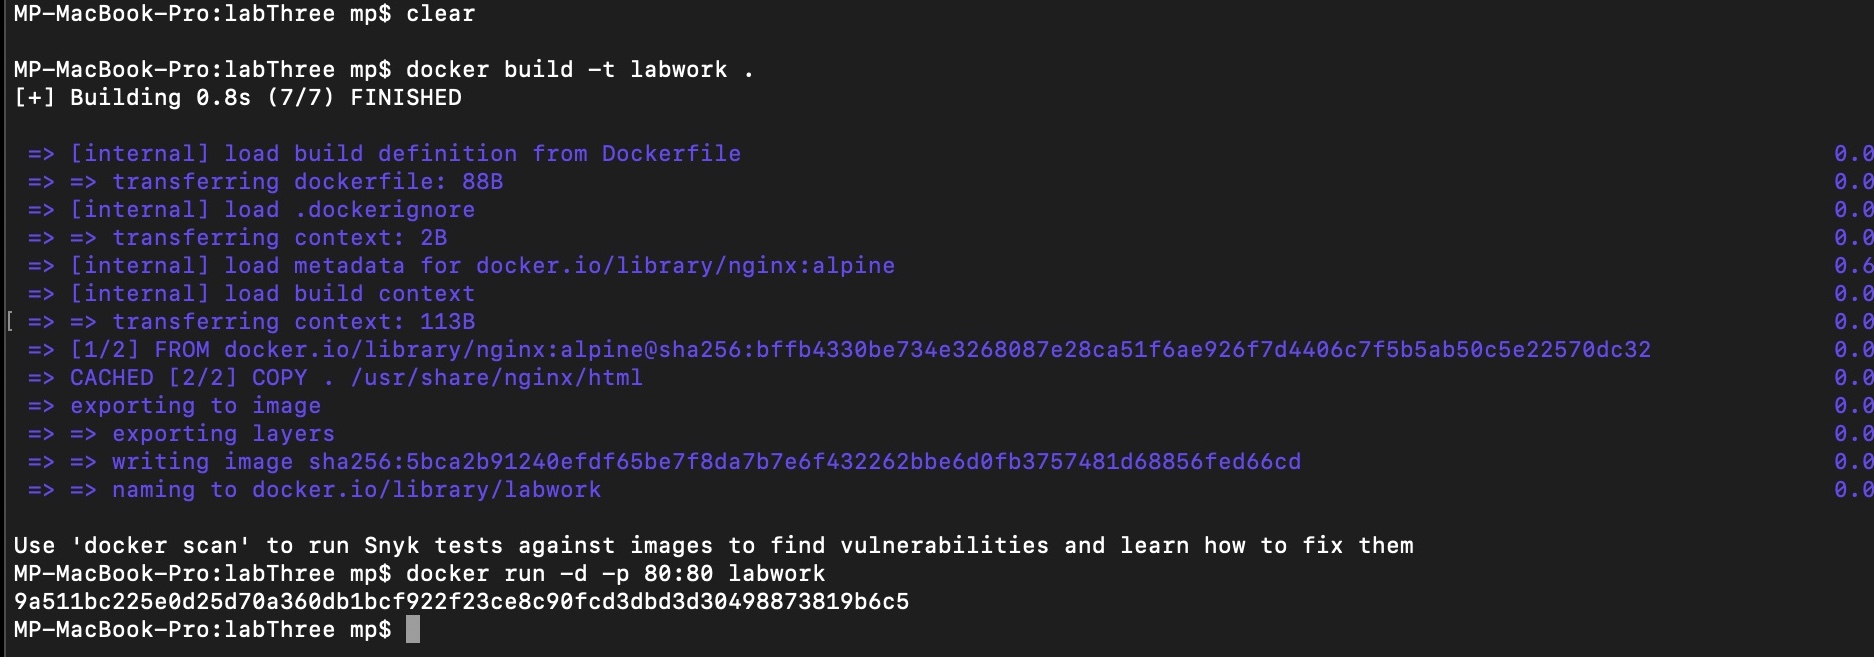 MP-MacBook-Pro:labThree mp$ clear
MP-MacBook-Pro:labThree mp$ docker build -t labwork .
[+] Building 0.8s (7/7) FINISHED
=> [internal] load build definition from Dockerfile 0.0
=> => transferring dockerfile: 88B 0.0
=> [internal] load .dockerignore 0.0
=> => transferring context: 2B 0.0
=> [internal] load metadata for docker.io/library/nginx:alpine 0.6
=> [internal] load build context 0.0
[ => => transferring context: 113B 0.0
=> [1/2] FROM docker.io/library/nginx:alpine@sha256:bffb4330be734e3268087e28ca51f6ae926f7d4406c7f5b5ab50c5e22570dc32 0.0
=> CACHED [2/2] COPY . /usr/share/nginx/html 0.0
=> exporting to image 0.0
=> => exporting layers 0.0
=> => writing image sha256:5bca2b91240efdf65be7f8da7b7e6f432262bbe6d0fb3757481d68856fed66cd 0.0
=> => naming to docker.io/library/labwork 0.0
Use 'docker scan' to run Snyk tests against images to find vulnerabilities and learn how to fix them
MP-MacBook-Pro:labThree mp$ docker run -d -p 80:80 labwork
9a511bc225e0d25d70a360db1bcf922f23ce8c90fcd3dbd3d30498873819b6c5
MP-MacBook-Pro:labThree mp$